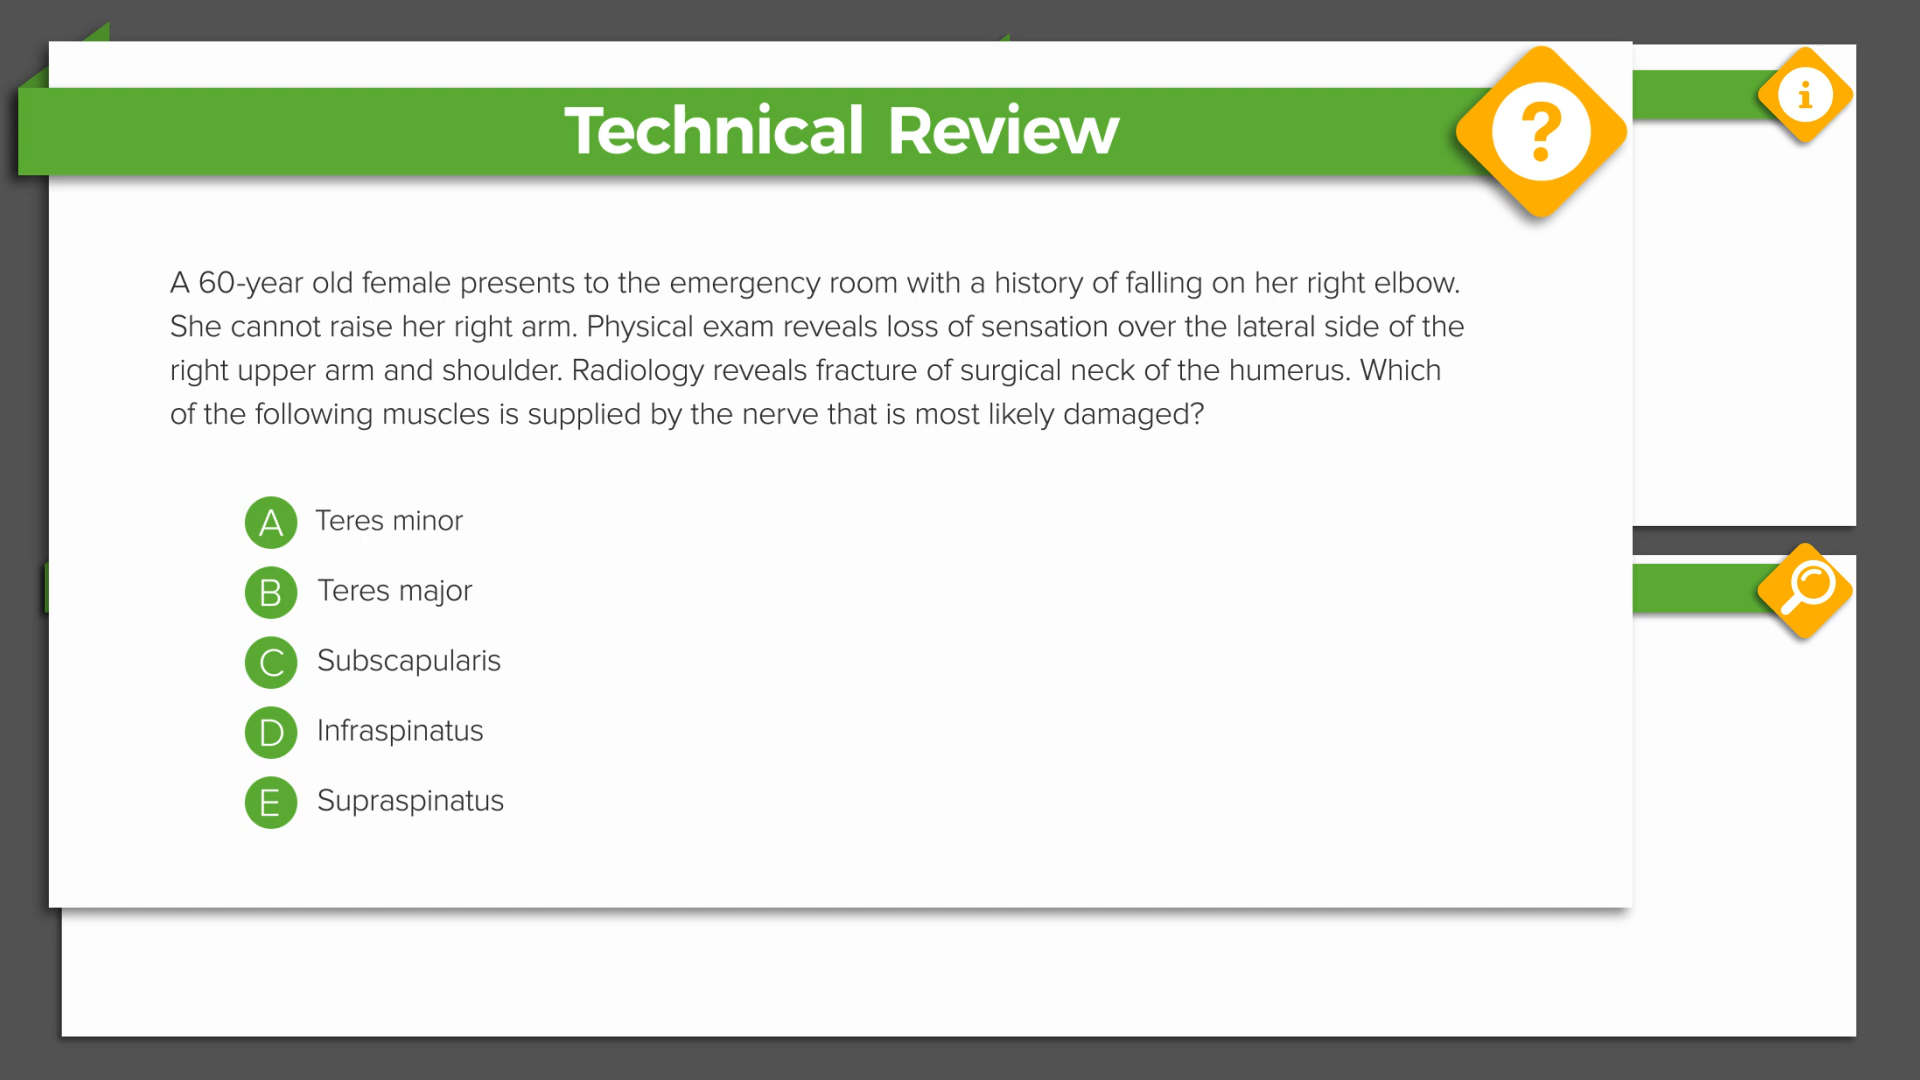 Technical Review
?
i
A 60-year old female presents to the emergency room with a history of falling on her right elbow.
She cannot raise her right arm. Physical exam reveals loss of sensation over the lateral side of the
right upper arm and shoulder. Radiology reveals fracture of surgical neck of the humerus. Which
of the following muscles is supplied by the nerve that is most likely damaged?
A Teres minor
B Teres major
C Subscapularis
D Infraspinatus
E Supraspinatus